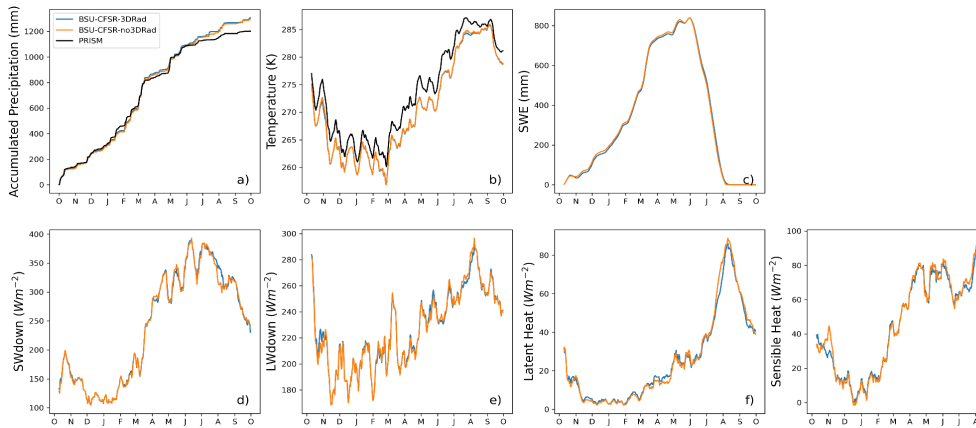 BSU-CFSR-3DRad
BSU-CFSR-no3DRad
PRISM
Accumulated Precipitation (mm)
1200
1000
800
600
400
200
0
O N D J F M A M J J A S O
a)
Temperature (K)
285
280
275
270
265
260
O N D J F M A M J J A S O
b)
SWE (mm)
800
600
400
200
0
O N D J F M A M J J A S O
c)
SWdown (Wm⁻²)
400
350
300
250
200
150
100
O N D J F M A M J J A S O
d)
LWdown (Wm⁻²)
300
280
260
240
220
200
180
O N D J F M A M J J A S O
e)
Latent Heat (Wm⁻²)
80
60
40
20
0
O N D J F M A M J J A S O
f)
Sensible Heat (Wm⁻²)
100
80
60
40
20
0
O N D J F M A M J J